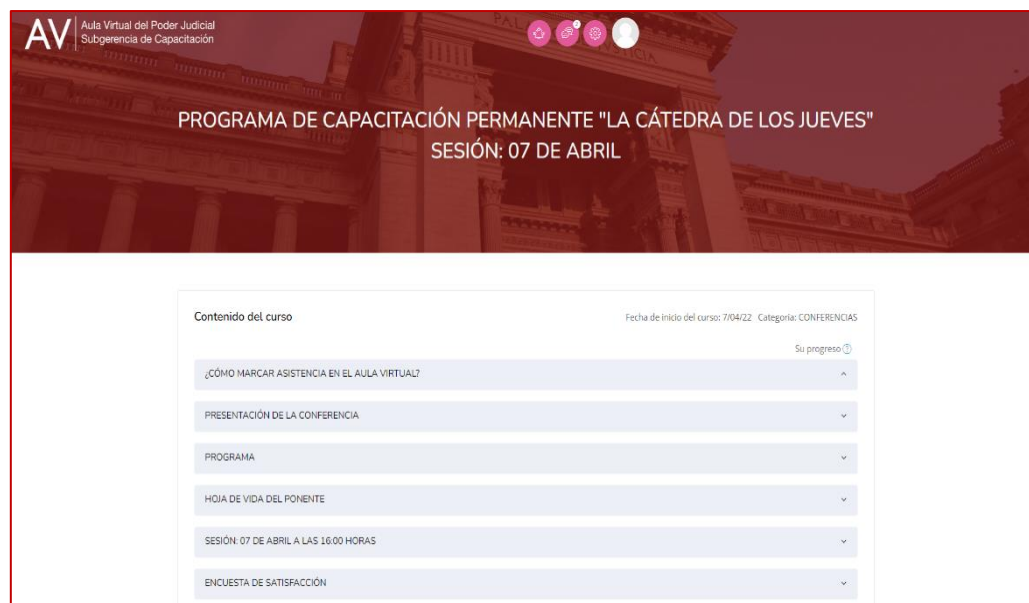 AV
Aula Virtual del Poder Judicial
Subgerencia de Capacitación
PAL
CIA
PROGRAMA DE CAPACITACIÓN PERMANENTE "LA CÁTEDRA DE LOS JUEVES"
SESIÓN: 07 DE ABRIL
Contenido del curso
Fecha de inicio del curso: 7/04/22 Categoria: CONFERENCIAS
Su progreso
¿CÓMO MARCAR ASISTENCIA EN EL AULA VIRTUAL?
PRESENTACIÓN DE LA CONFERENCIA
PROGRAMA
HOJA DE VIDA DEL PONENTE
SESIÓN: 07 DE ABRIL A LAS 16:00 HORAS
ENCUESTA DE SATISFACCIÓN